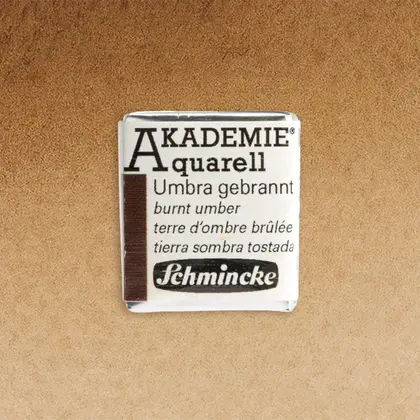 AKADEMIE®
Aquarell
Umbra gebrannt
burnt umber
terre d'ombre brûlée
tierra sombra tostada
Schmincke